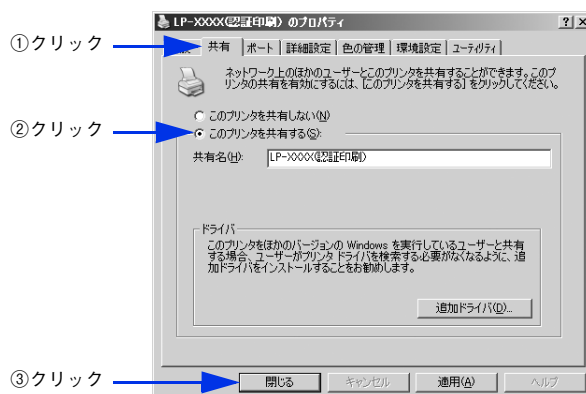 LP-XXXX(認証印刷) のプロパティ
①クリック
共有 ポート 詳細設定 色の管理 環境設定 ユーティリティ
ネットワーク上のほかのユーザーとこのプリンタを共有することができます。このプ
リンタの共有を有効にするには、[このプリンタを共有する] をクリックしてください。
このプリンタを共有しない(N)
②クリック
このプリンタを共有する(S):
共有名(H): LP-XXXX(認証印刷)
ドライバ
このプリンタをほかのバージョンの Windows を実行しているユーザーと共有
する場合、ユーザーがプリンタ ドライバを検索する必要がなくなるように、追
加ドライバをインストールすることをお勧めします。
追加ドライバ(D)...
③クリック
閉じる キャンセル 適用(A) ヘルプ